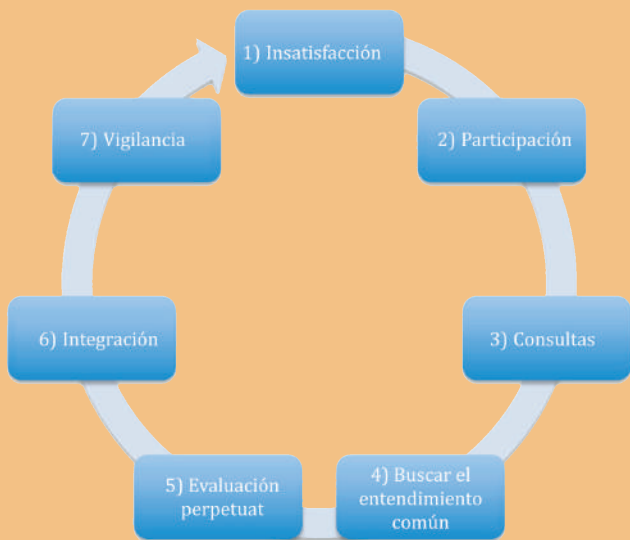 1) Insatisfacción
2) Participación
3) Consultas
4) Buscar el
entendimiento
común
5) Evaluación
perpetuat
6) Integración
7) Vigilancia